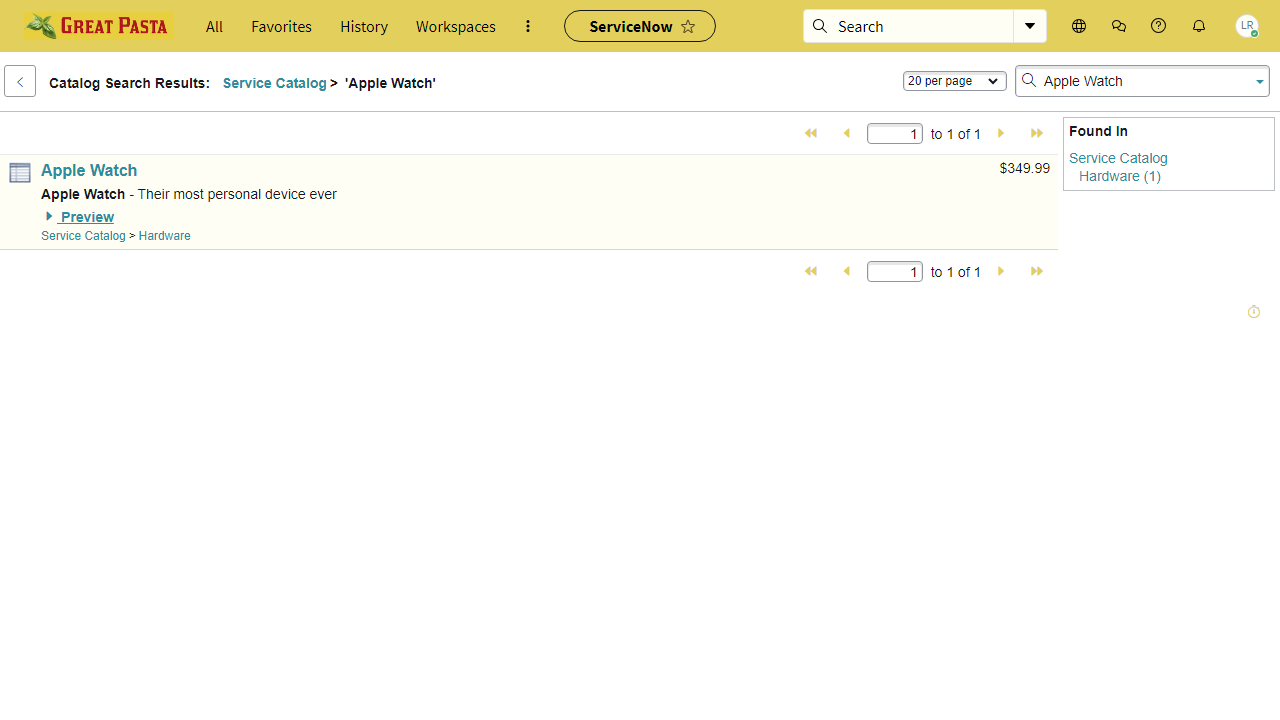 GREAT PASTA All Favorites History Workspaces ServiceNow Search LR
Catalog Search Results: Service Catalog > 'Apple Watch' 20 per page Apple Watch
1 to 1 of 1
Found In
Service Catalog
Hardware (1)
Apple Watch $349.99
Apple Watch - Their most personal device ever
Preview
Service Catalog > Hardware
1 to 1 of 1